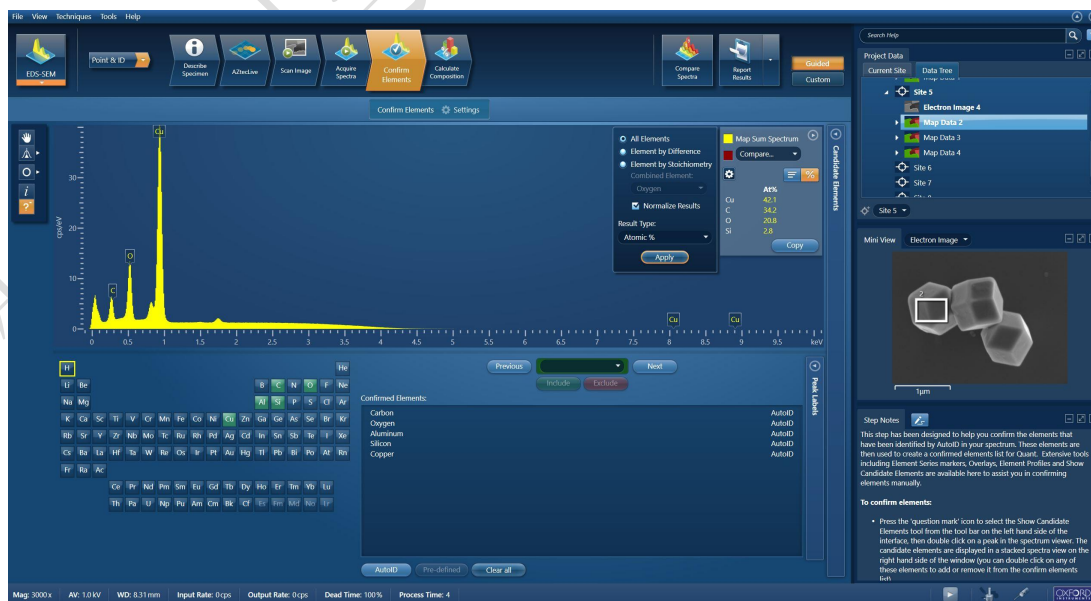 File View Techniques Tools Help
EDS-SEM
Point & ID
Describe Specimen
AZtecLive
Scan Image
Acquire Spectra
Confirm Elements
Calculate Composition
Compare Spectra
Report Results
Guided
Custom
Confirm Elements Settings
cps/eV
30
20
10
0
Cu
O
C
Cu
Cu
0 0.5 1 1.5 2 2.5 3 3.5 4 4.5 5 5.5 6 6.5 7 7.5 8 8.5 9 9.5 keV
All Elements
Element by Difference
Element by Stoichiometry
Combined Element:
Oxygen
Normalize Results
Result Type:
Atomic %
Apply
Map Sum Spectrum
Compare...
%
At%
Cu 42.1
C 34.2
O 20.8
Si 2.8
Copy
Candidate Elements
H He
Li Be B C N O F Ne
Na Mg Al Si P S Cl Ar
K Ca Sc Ti V Cr Mn Fe Co Ni Cu Zn Ga Ge As Se Br Kr
Rb Sr Y Zr Nb Mo Tc Ru Rh Pd Ag Cd In Sn Sb Te I Xe
Cs Ba La Hf Ta W Re Os Ir Pt Au Hg Tl Pb Bi Po At Rn
Fr Ra Ac
Ce Pr Nd Pm Sm Eu Gd Tb Dy Ho Er Tm Yb Lu
Th Pa U Np Pu Am Cm Bk Cf Es Fm Md No Lr
Previous
Next
Include
Exclude
Confirmed Elements:
Carbon AutoID
Oxygen AutoID
Aluminum AutoID
Silicon AutoID
Copper AutoID
AutoID
Pre-defined
Clear all
Peak Labels
Search Help
Project Data
Current Site Data Tree
Site 5
Electron Image 4
Map Data 2
Map Data 3
Map Data 4
Site 6
Site 7
Site 5
Mini View Electron Image
2
1µm
Step Notes
This step has been designed to help you confirm the elements that
have been identified by AutoID in your spectrum. These elements are
then used to create a confirmed elements list for Quant. Extensive tools
including Element Series markers, Overlays, Element Profiles and Show
Candidate Elements are available here to assist you in confirming
elements manually.
To confirm elements:
• Press the 'question mark' icon to select the Show Candidate
Elements tool from the tool bar on the left hand side of the
interface, then double click on a peak in the spectrum viewer. The
candidate elements are displayed in a stacked spectra view on the
right hand side of the window (you can double click on any of
these elements to add or remove it from the confirm elements
list)
Mag: 3000 x AV: 1.0 kV WD: 8.31 mm Input Rate: 0 cps Output Rate: 0 cps Dead Time: 100% Process Time: 4
OXFORD